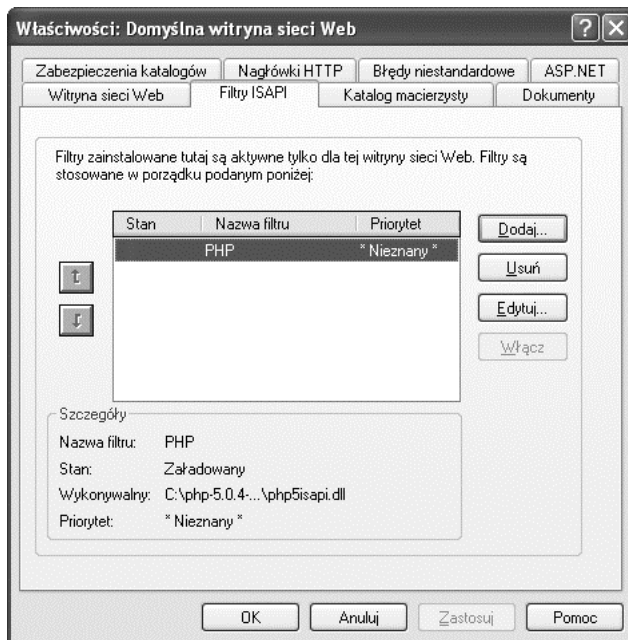 Właściwości: Domyślna witryna sieci Web
Zabezpieczenia katalogów Nagłówki HTTP Błędy niestandardowe ASP.NET
Witryna sieci Web Filtry ISAPI Katalog macierzysty Dokumenty
Filtry zainstalowane tutaj są aktywne tylko dla tej witryny sieci Web. Filtry są
stosowane w porządku podanym poniżej:
Stan Nazwa filtru Priorytet
PHP * Nieznany *
Dodaj...
Usuń
Edytuj...
Włącz
Szczegóły
Nazwa filtru: PHP
Stan: Załadowany
Wykonywalny: C:\php-5.0.4-...\php5isapi.dll
Priorytet: * Nieznany *
OK Anuluj Zastosuj Pomoc